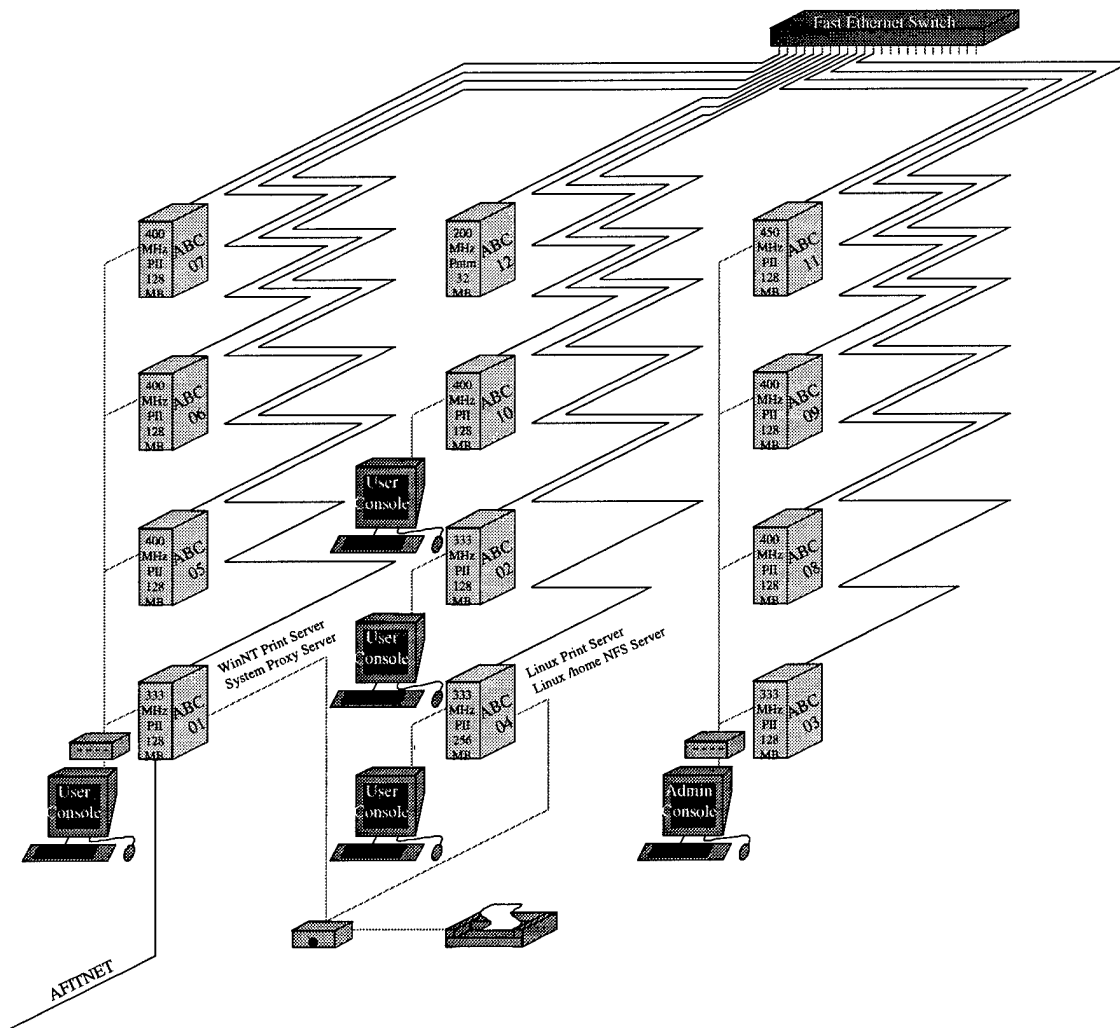 Fast Ethernet Switch
400
MHz
PII
128
MB
ABC
07
200
MHz
Pntm
32
MB
ABC
12
450
MHz
PII
128
MB
ABC
11
400
MHz
PII
128
MB
ABC
06
400
MHz
PII
128
MB
ABC
10
400
MHz
PII
128
MB
ABC
09
User
Console
400
MHz
PII
128
MB
ABC
05
333
MHz
PII
128
MB
ABC
02
400
MHz
PII
128
MB
ABC
08
User
Console
WinNT Print Server
System Proxy Server
Linux Print Server
Linux /home NFS Server
333
MHz
PII
128
MB
ABC
01
333
MHz
PII
256
MB
ABC
04
333
MHz
PII
128
MB
ABC
03
User
Console
User
Console
Admin
Console
AFITNET